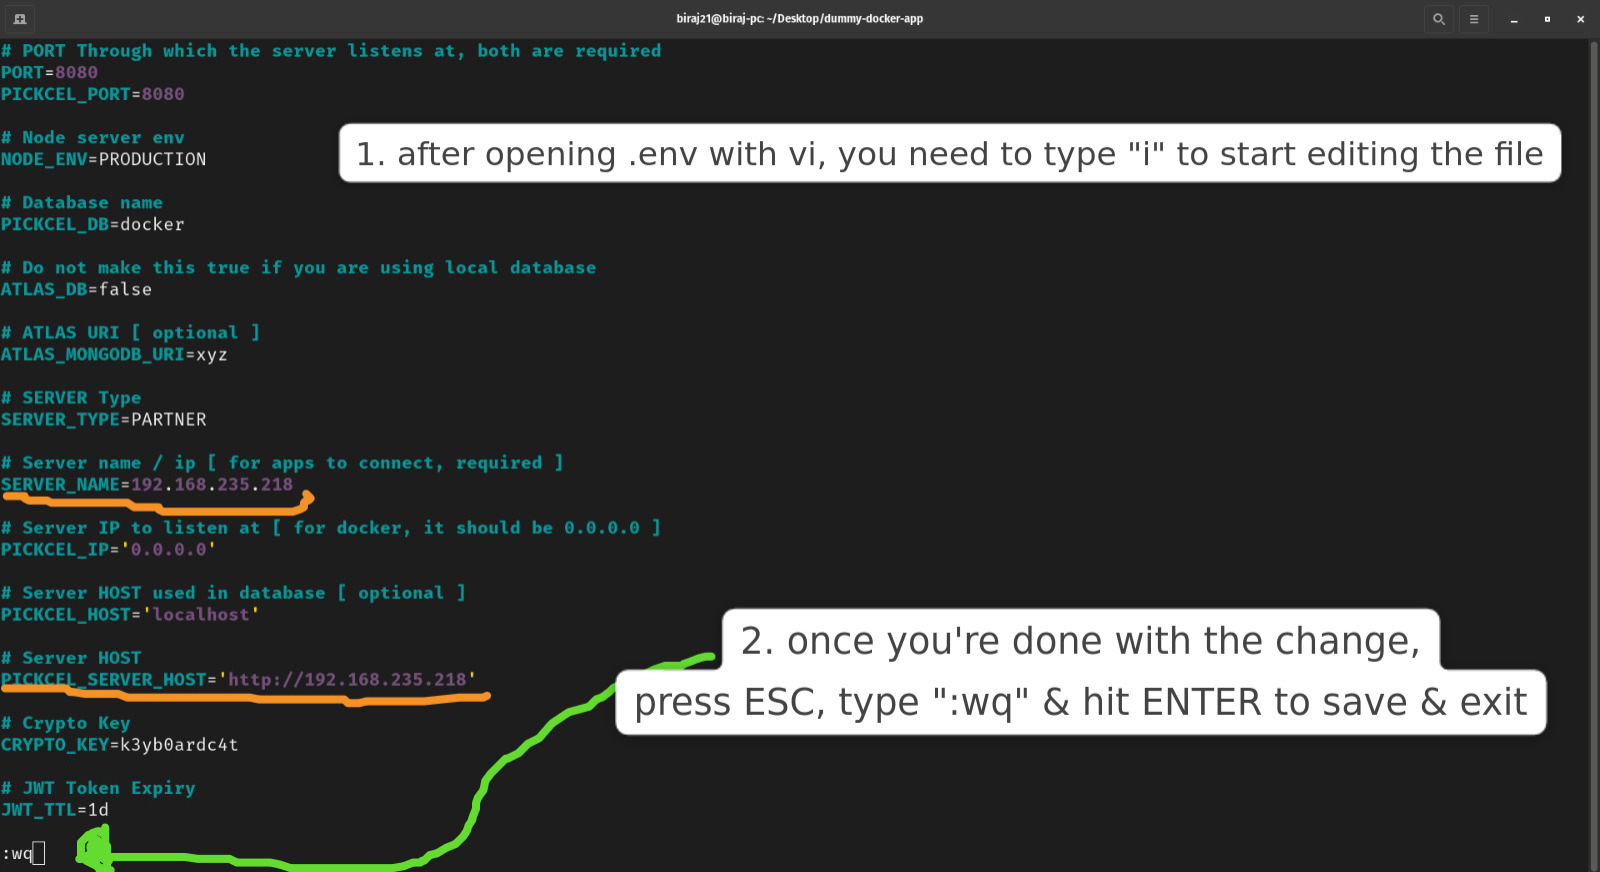 biraj21@biraj-pc: ~/Desktop/dummy-docker-app
# PORT Through which the server listens at, both are required
PORT=8080
PICKCEL_PORT=8080
# Node server env
NODE_ENV=PRODUCTION
1. after opening .env with vi, you need to type "i" to start editing the file
# Database name
PICKCEL_DB=docker
# Do not make this true if you are using local database
ATLAS_DB=false
# ATLAS URI [ optional ]
ATLAS_MONGODB_URI=xyz
# SERVER Type
SERVER_TYPE=PARTNER
# Server name / ip [ for apps to connect, required ]
SERVER_NAME=192.168.235.218
# Server IP to listen at [ for docker, it should be 0.0.0.0 ]
PICKCEL_IP='0.0.0.0'
# Server HOST used in database [ optional ]
PICKCEL_HOST='localhost'
# Server HOST
PICKCEL_SERVER_HOST='http://192.168.235.218'
2. once you're done with the change,
press ESC, type ":wq" & hit ENTER to save & exit
# Crypto Key
CRYPTO_KEY=k3yb0ardc4t
# JWT Token Expiry
JWT_TTL=1d
:wq